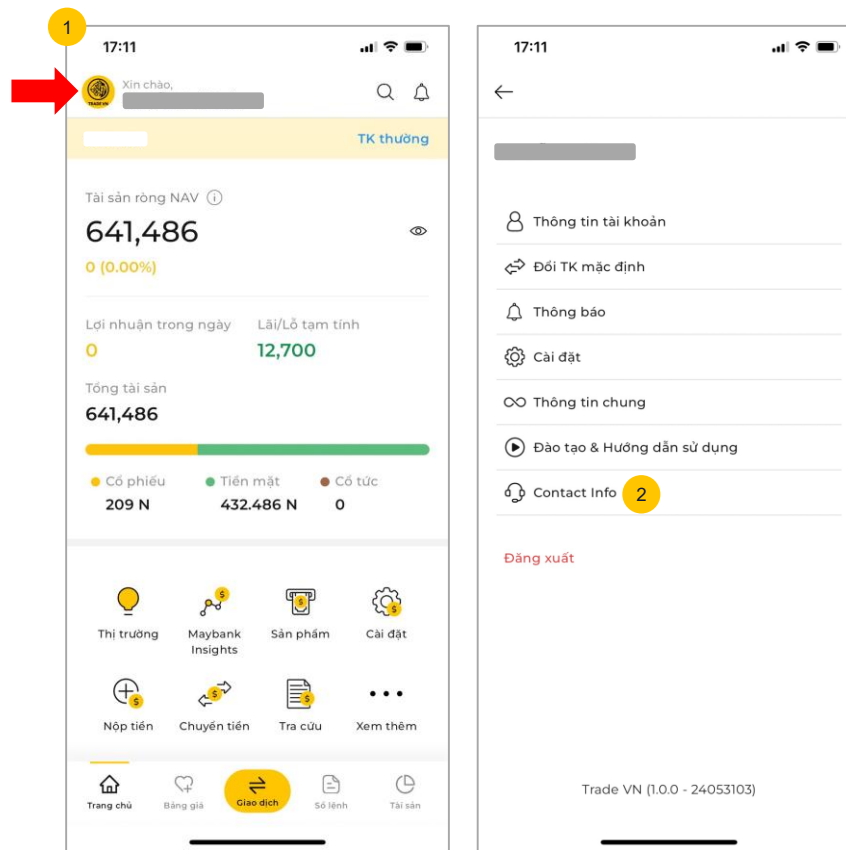 1
17:11
TRADE VN
Xin chào,
TK thường
Tài sản ròng NAV
641,486
0 (0.00%)
Lợi nhuận trong ngày Lãi/Lỗ tạm tính
0 12,700
Tổng tài sản
641,486
Cổ phiếu Tiền mặt Cổ tức
209 N 432.486 N 0
Thị trường Maybank Insights Sản phẩm Cài đặt
Nộp tiền Chuyển tiền Tra cứu Xem thêm
Trang chủ Bảng giá Giao dịch Sổ lệnh Tài sản
17:11
Thông tin tài khoản
Đổi TK mặc định
Thông báo
Cài đặt
Thông tin chung
Đào tạo & Hướng dẫn sử dụng
Contact Info 2
Đăng xuất
Trade VN (1.0.0 - 24053103)